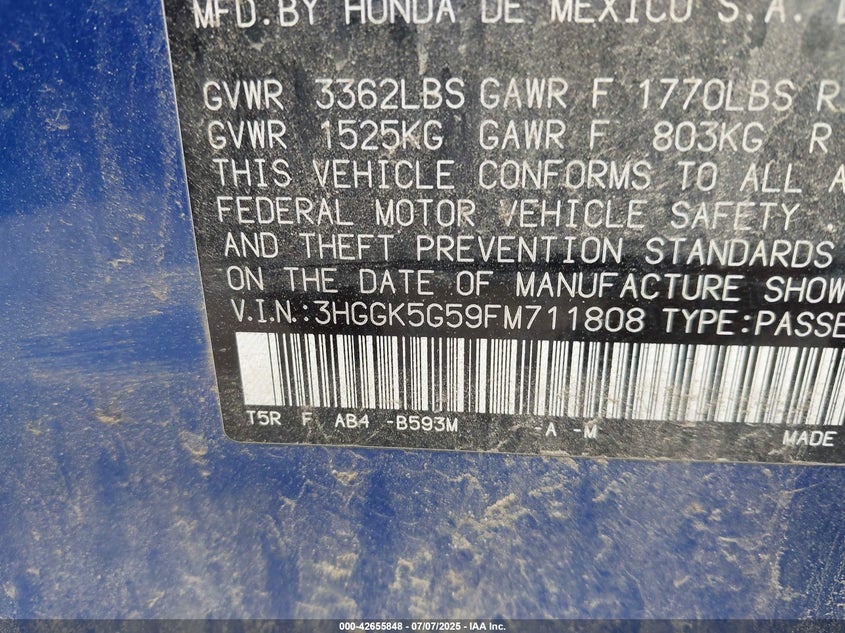 MFD.BY HONDA DE MEXICO S.A.
GVWR 3362LBS GAWR F 1770LBS R
GVWR 1525KG GAWR F 803KG R
THIS VEHICLE CONFORMS TO ALL A
FEDERAL MOTOR VEHICLE SAFETY
AND THEFT PREVENTION STANDARDS
ON THE DATE OF MANUFACTURE SHOW
V.I.N.:3HGGK5G59FM711808 TYPE:PASSE
T5R F AB4 -B593M -A -M
MADE
000-42655848 - 07/07/2025 - IAA Inc.